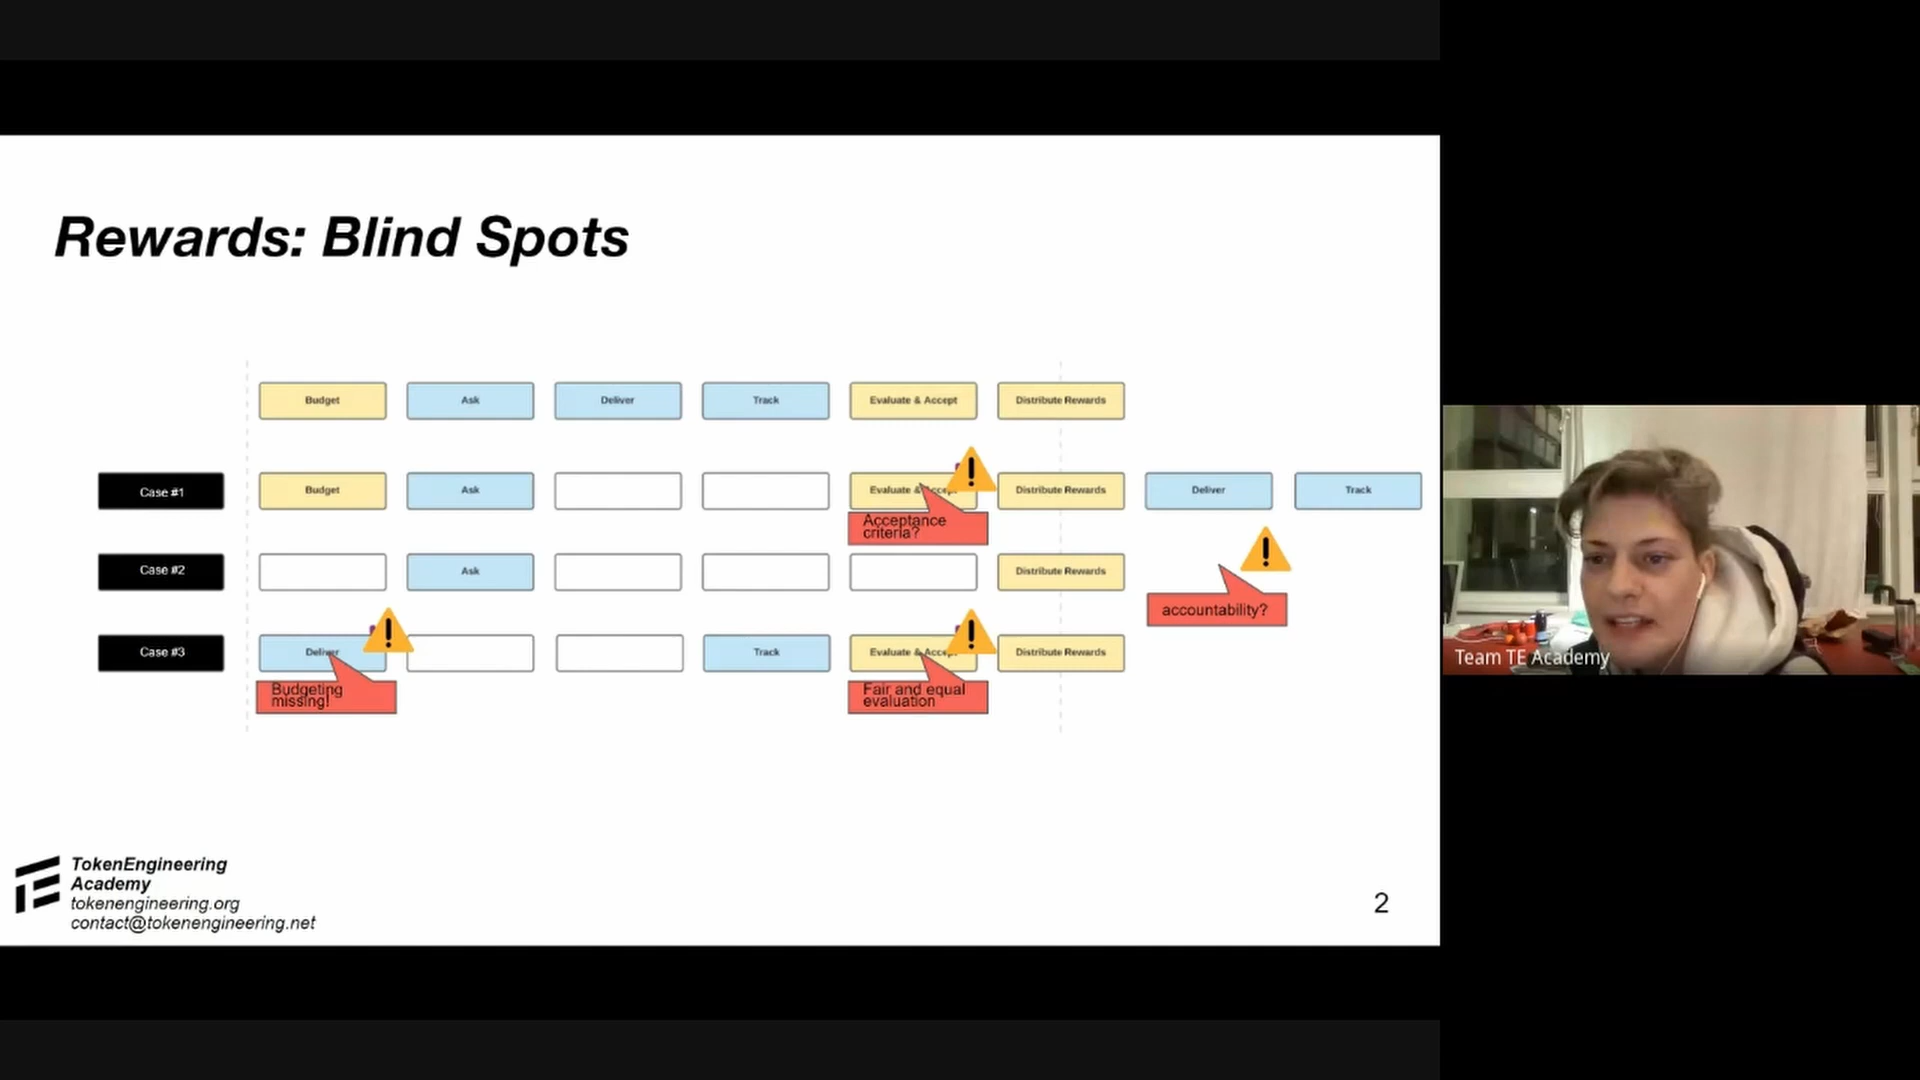 Rewards: Blind Spots
Budget
Ask
Deliver
Track
Evaluate & Accept
Distribute Rewards
Case #1
Budget
Ask
Evaluate & Accept
Distribute Rewards
Deliver
Track
Acceptance
criteria?
Case #2
Ask
Distribute Rewards
accountability?
Case #3
Deliver
Track
Evaluate & Accept
Distribute Rewards
Budgeting
missing!
Fair and equal
evaluation
Team TE Academy
TokenEngineering
Academy
tokenengineering.org
contact@tokenengineering.net
2